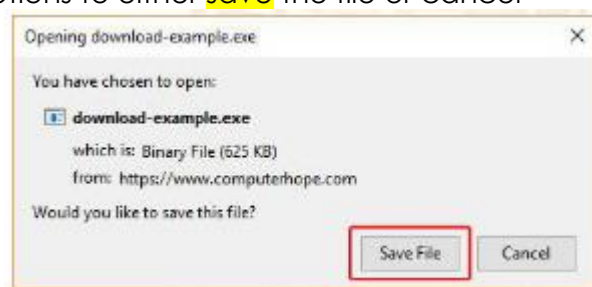 tions to either save the file or cancel
Opening download-example.exe
You have chosen to open:
download-example.exe
which is: Binary File (625 KB)
from: https://www.computerhope.com
Would you like to save this file?
Save File
Cancel